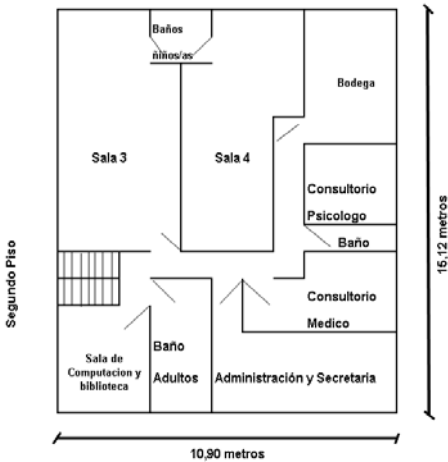 Baños
niños/as
Bodega
Sala 3
Sala 4
Consultorio
Psicologo
Baño
Segundo Piso
15,12 metros
Consultorio
Medico
Sala de
Computacion y
biblioteca
Baño
Adultos
Administración y Secretaria
10,90 metros